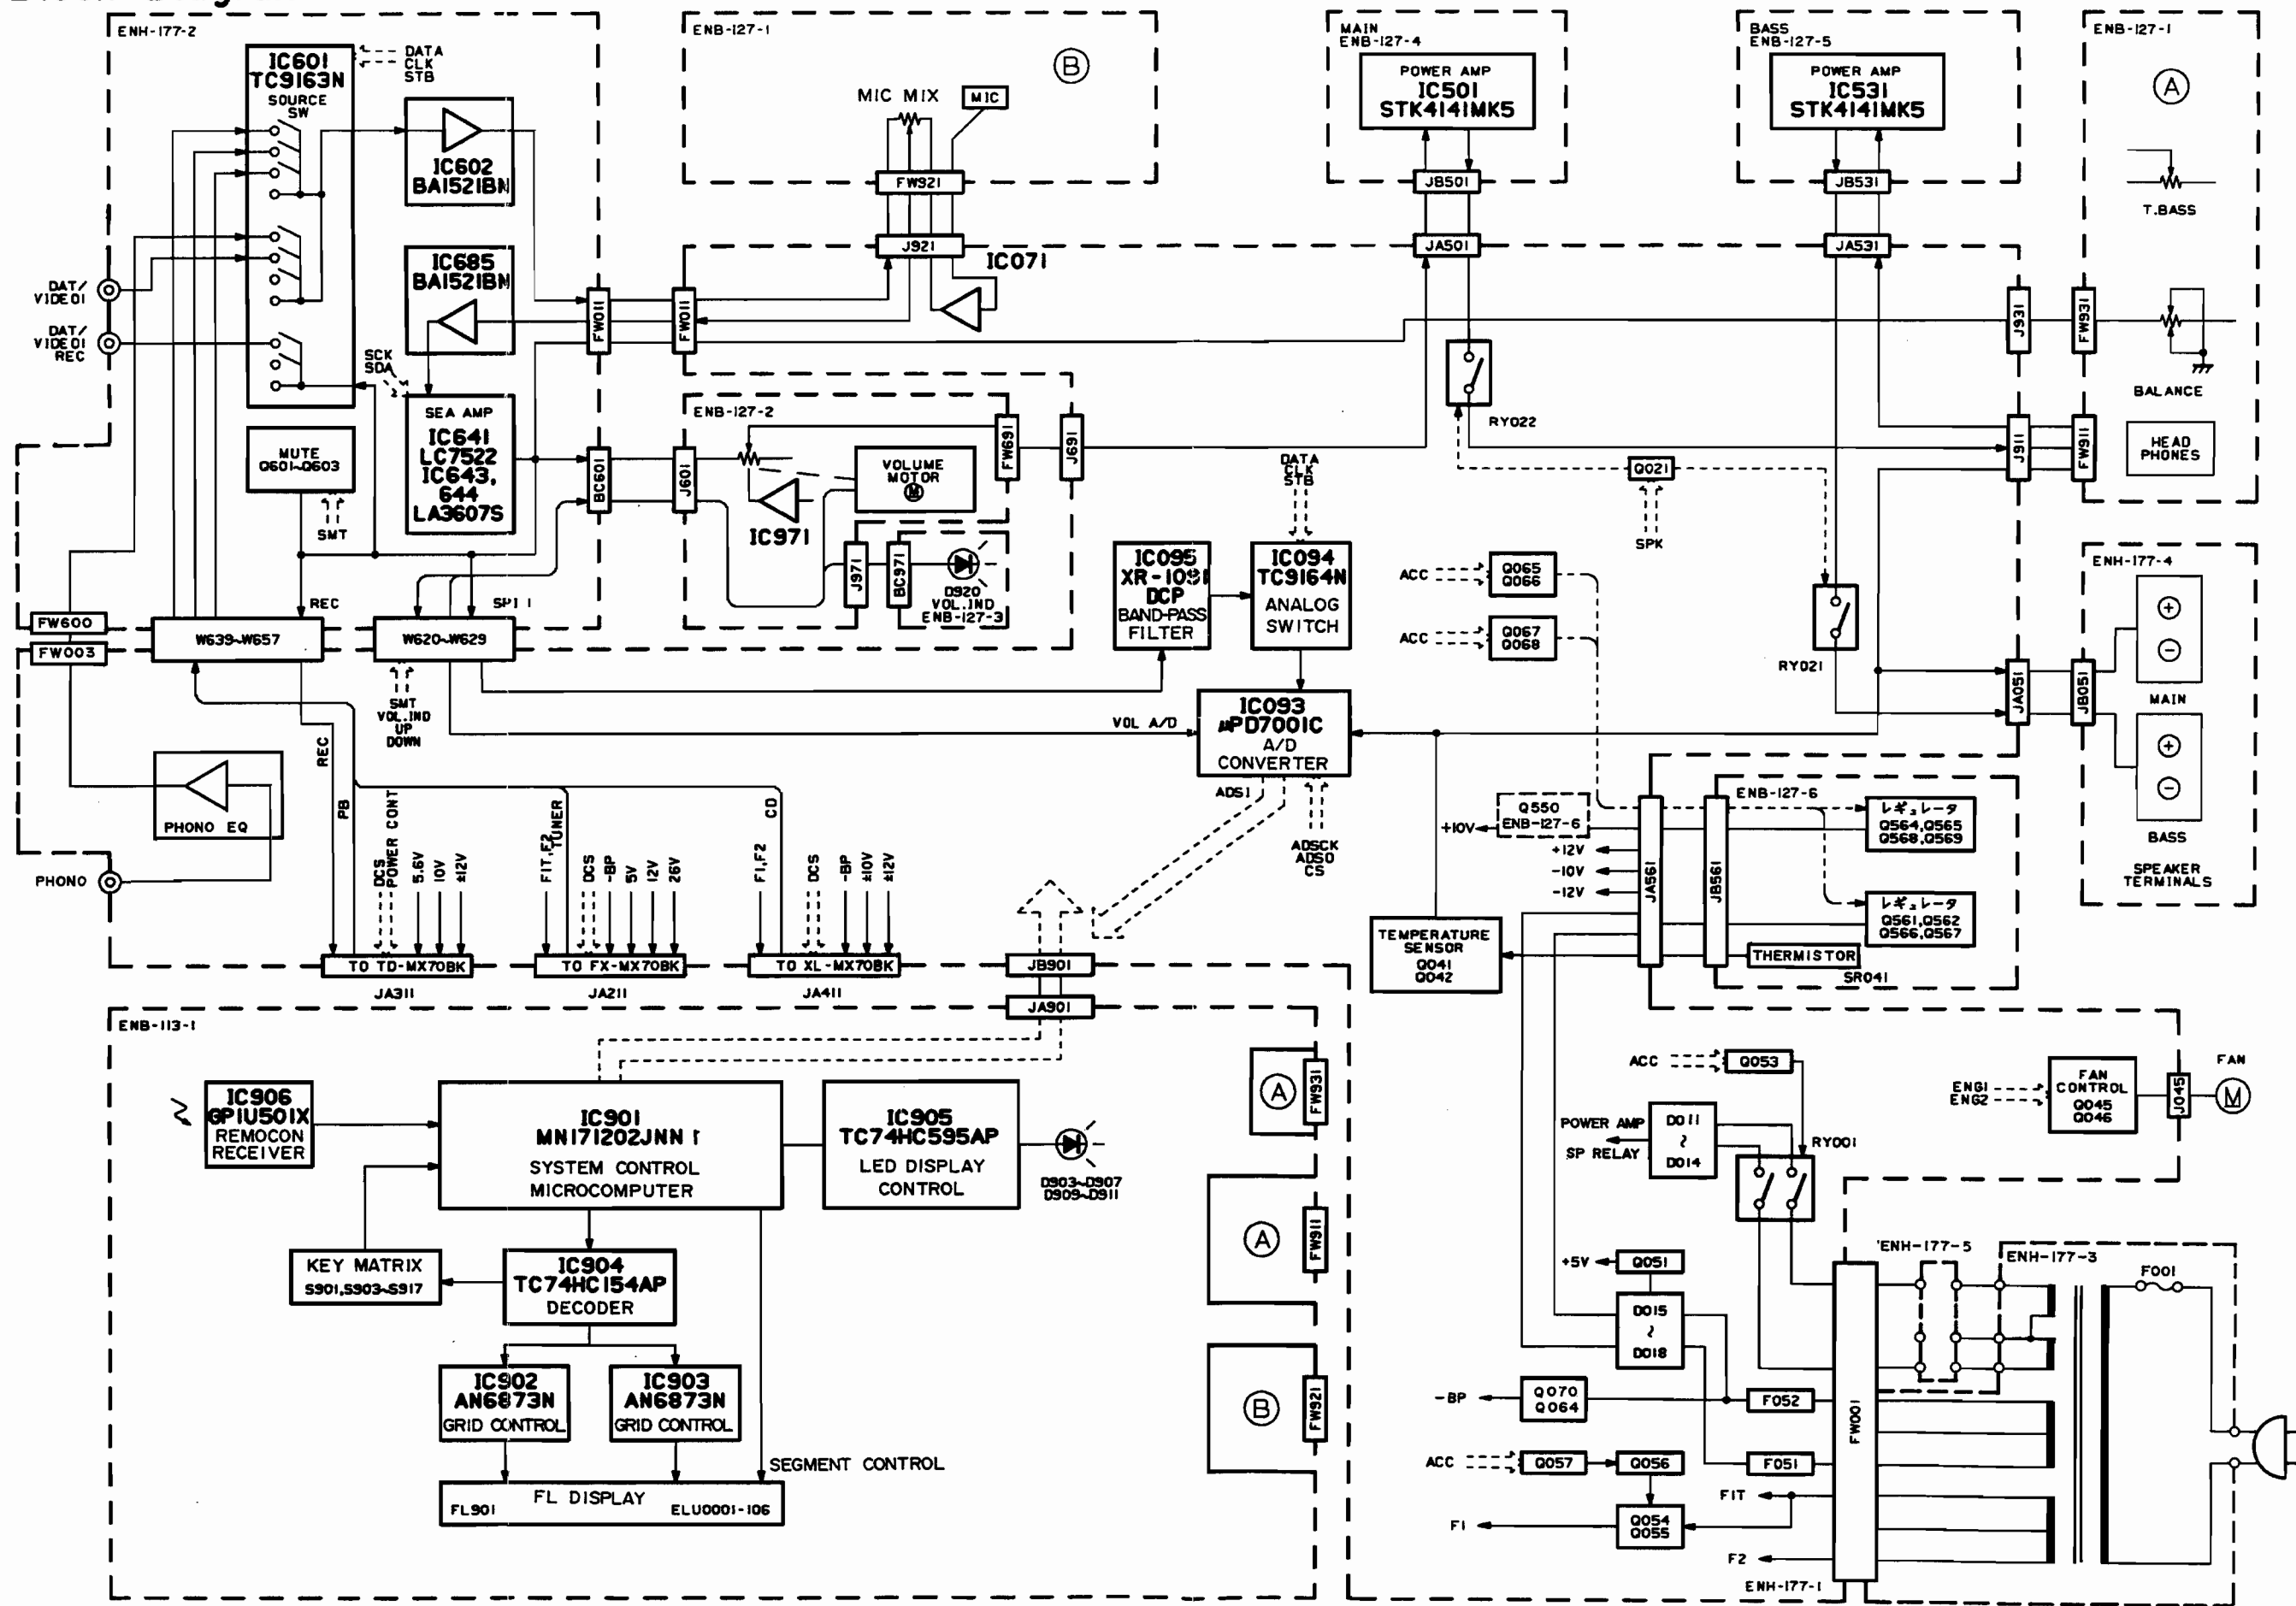 ENH-177-2
IC601
TC9163N
SOURCE
SW
DATA
CLK
STB
IC602
BA1521BN
IC685
BA1521BN
DAT/
VIDEO1
DAT/
VIDEO1
REC
SCK
SDA
SEA AMP
IC641
LC7522
IC643,
644
LA3607S
MUTE
Q601~Q603
SMT
FW011
BC601
REC
FW600
FW003
W639~W657
W620~W629
SMT
VOL.IND
UP
DOWN
PHONO EQ
PHONO
REC
PB
DCS
POWER CONT
5.6V
10V
±12V
TO TD-MX70BK
JA311
FIT,F2
TUNER
DCS
-BP
5V
12V
26V
TO FX-MX70BK
JA211
CD
F1,F2
DCS
-BP
±10V
±12V
TO XL-MX70BK
JA411
ENB-127-1
B
MIC MIX
MIC
FW921
J921
IC071
FW011
ENB-127-2
J601
VOLUME
MOTOR
M
IC971
FW691
J691
J971
BC971
D920
VOL.IND
ENB-127-3
MAIN
ENB-127-4
POWER AMP
IC501
STK4141MK5
JB501
JA501
BASS
ENB-127-5
POWER AMP
IC531
STK4141MK5
JB531
JA531
ENB-127-1
A
T.BASS
J931
FW931
BALANCE
J911
FW911
HEAD
PHONES
RY022
Q021
SPK
RY021
DATA
CLK
STB
IC095
DCP
BAND-PASS
FILTER
IC094
TC9164N
ANALOG
SWITCH
VOL A/D
IC093
μPD7001C
A/D
CONVERTER
ADS1
ADSCK
ADSO
CS
ACC
Q065
Q066
ACC
Q067
Q068
ENH-177-4
+
-
MAIN
+
-
BASS
SPEAKER
TERMINALS
JA051
JB051
Q550
ENB-127-6
+10V
+12V
-10V
-12V
JA561
JB561
ENB-127-6
レギュレータ
Q564,Q565
Q568,Q569
レギュレータ
Q561,Q562
Q566,Q567
THERMISTOR
SR041
TEMPERATURE
SENSOR
Q041
Q042
JB901
JA901
ENB-113-1
IC906
GP1U501X
REMOCON
RECEIVER
IC901
SYSTEM CONTROL
MICROCOMPUTER
IC905
TC74HC595AP
LED DISPLAY
CONTROL
D903~D907
D909~D911
KEY MATRIX
S901,S903~S917
IC904
TC74HC154AP
DECODER
IC902
AN6873N
GRID CONTROL
IC903
AN6873N
GRID CONTROL
SEGMENT CONTROL
FL DISPLAY
FL901
ELU0001-106
A
FW931
A
FW911
B
FW921
ACC
Q053
POWER AMP
SP RELAY
D011
~
D014
RY001
ENG1
ENG2
FAN
CONTROL
Q045
Q046
J045
FAN
M
+5V
Q051
D015
~
D018
-BP
Q070
Q064
F052
ACC
Q057
Q056
F051
FIT
F1
Q054
Q055
F2
FW001
ENH-177-1
ENH-177-5
ENH-177-3
F001